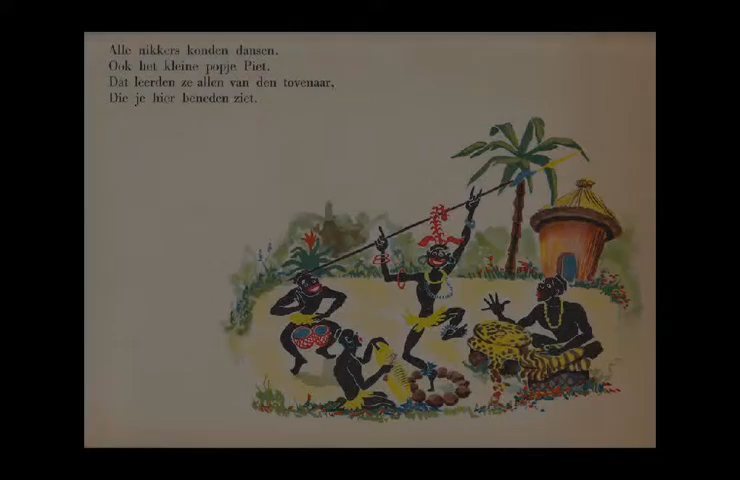 Alle nikkers konden dansen.
Ook het kleine popje Piet.
Dat leerden ze allen van den tovenaar,
Die je hier beneden ziet.